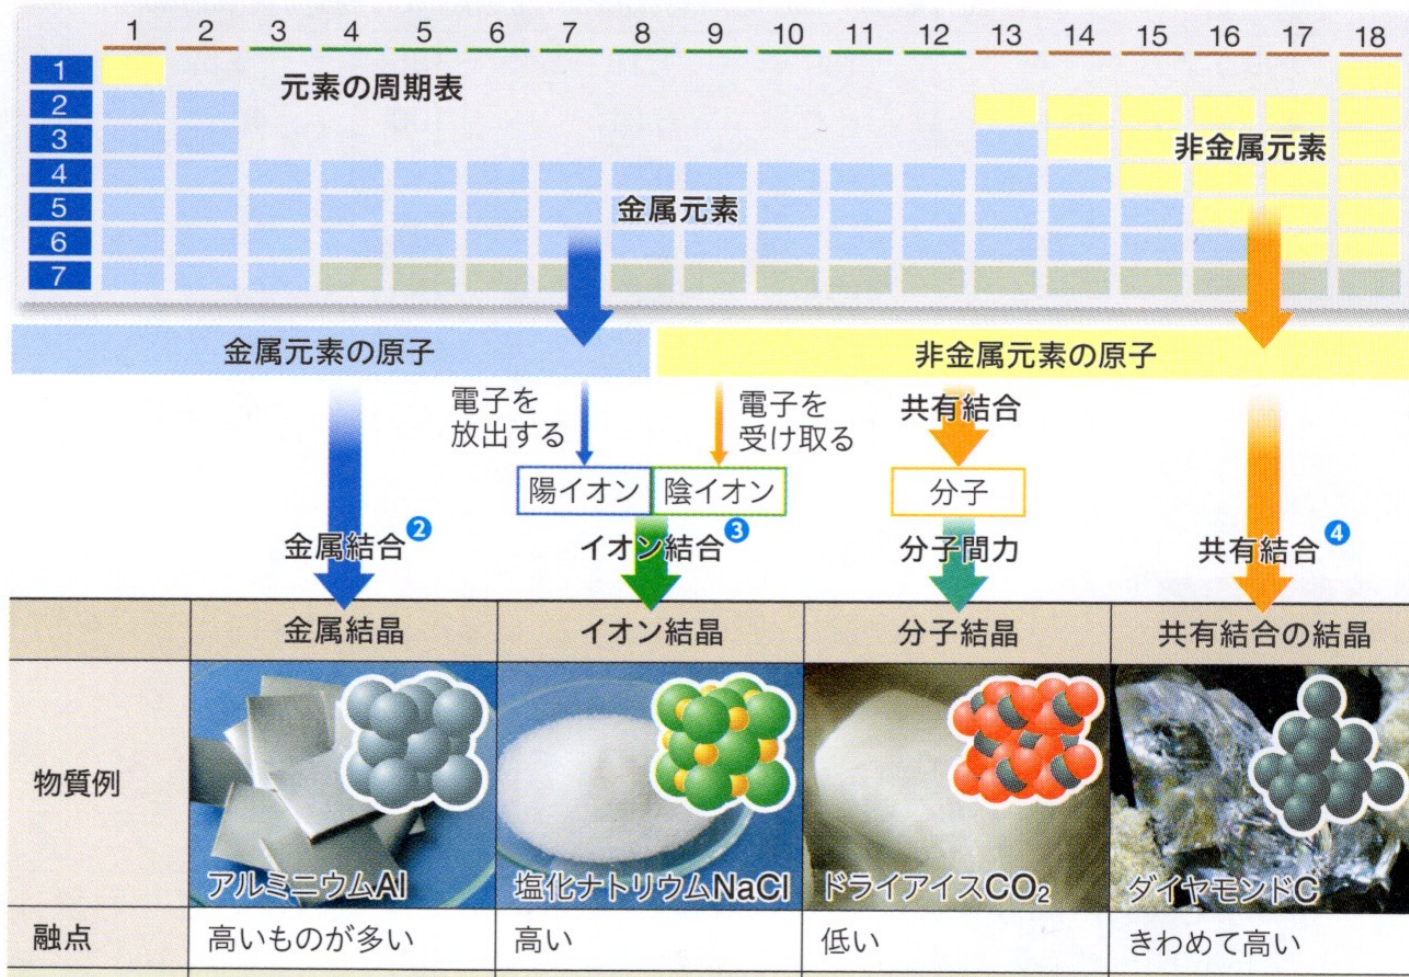 1 2 3 4 5 6 7 8 9 10 11 12 13 14 15 16 17 18
1
2
3
4
5
6
7
元素の周期表
非金属元素
金属元素
金属元素の原子
非金属元素の原子
電子を
放出する
電子を
受け取る
共有結合
陽イオン
陰イオン
分子
金属結合❷
イオン結合❸
分子間力
共有結合❹
金属結晶
イオン結晶
分子結晶
共有結合の結晶
物質例
アルミニウムAl
塩化ナトリウムNaCl
ドライアイスCO₂
ダイヤモンドC
融点
高いものが多い
高い
低い
きわめて高い